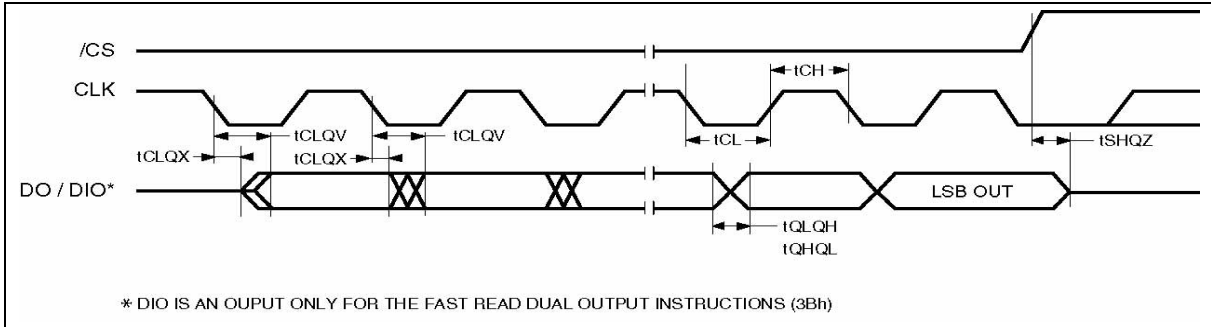 /CS
CLK
tCH
tCLQV
tCLQV
tCL
tSHQZ
tCLQX
tCLQX
DO / DIO*
LSB OUT
tQLQH
tQHQL
* DIO IS AN OUPUT ONLY FOR THE FAST READ DUAL OUTPUT INSTRUCTIONS (3Bh)